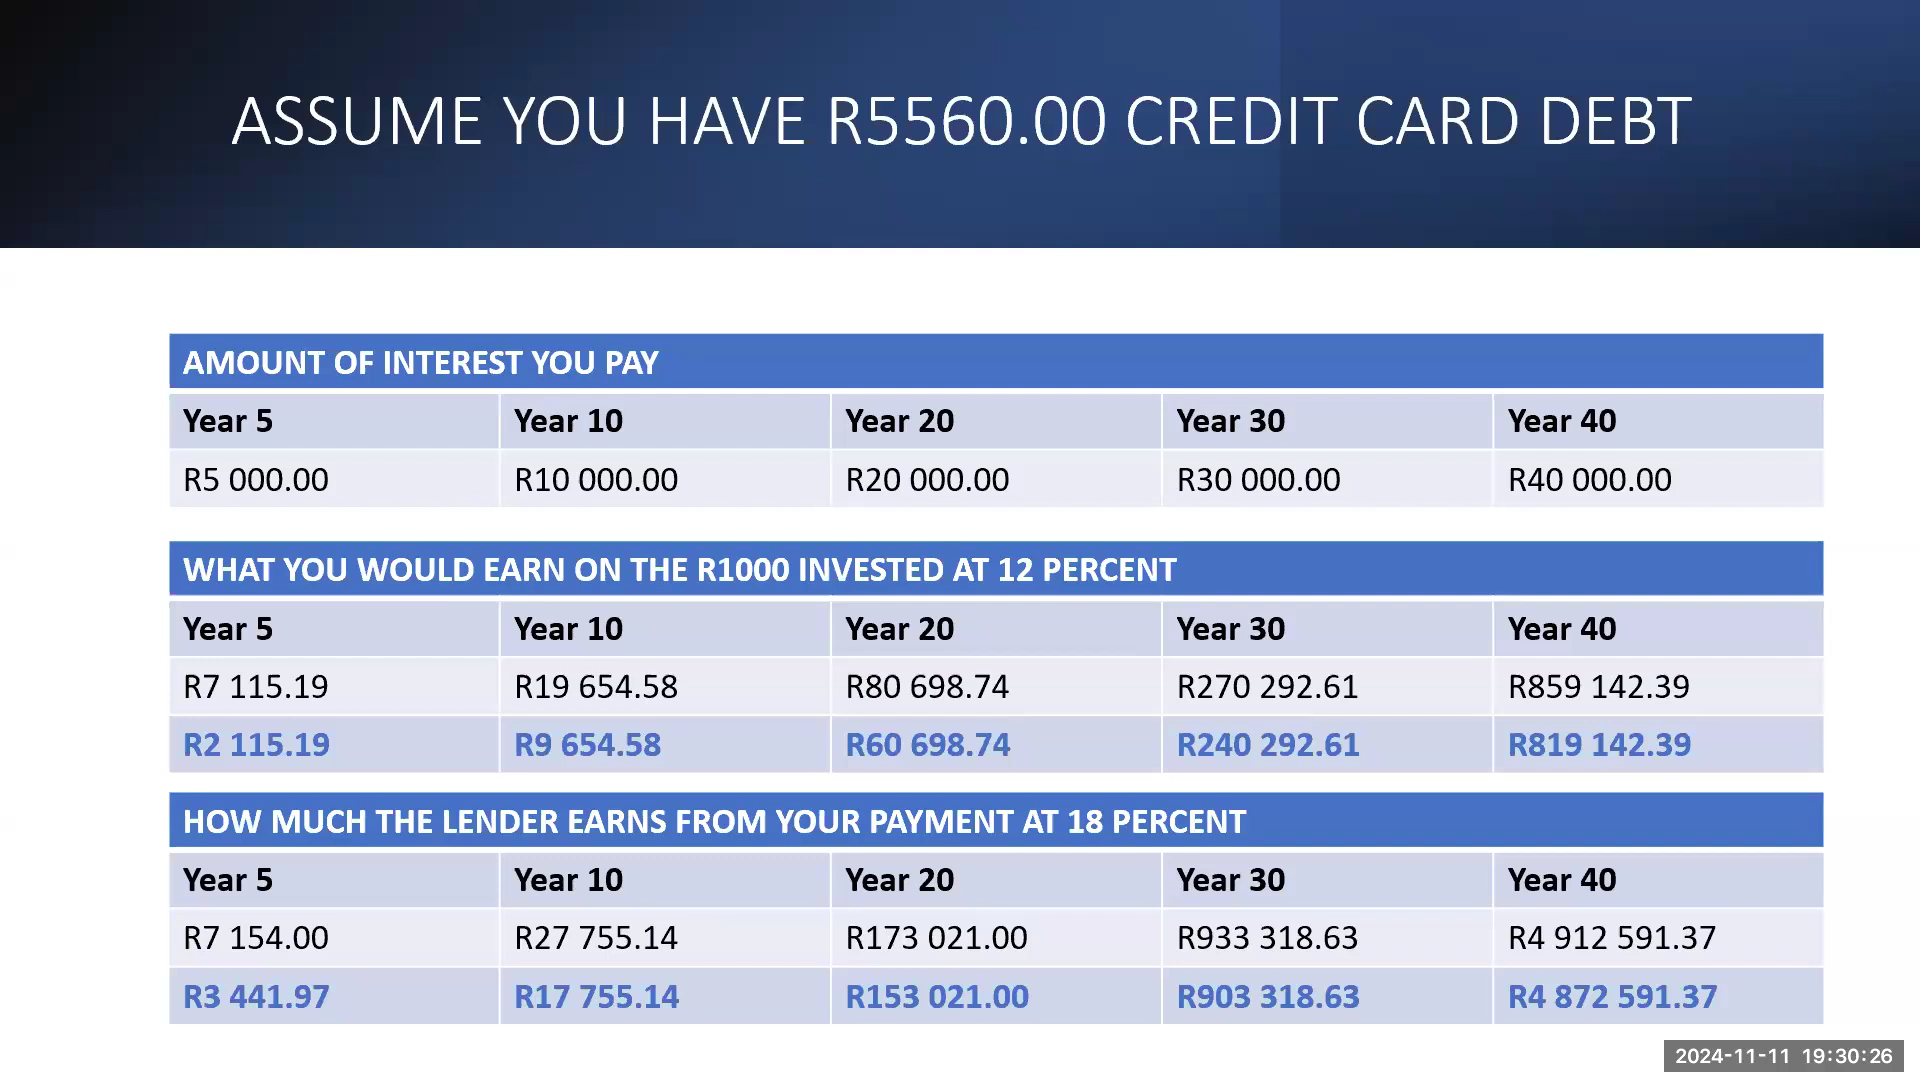 ASSUME YOU HAVE R5560.00 CREDIT CARD DEBT
AMOUNT OF INTEREST YOU PAY
Year 5 Year 10 Year 20 Year 30 Year 40
R5 000.00 R10 000.00 R20 000.00 R30 000.00 R40 000.00
WHAT YOU WOULD EARN ON THE R1000 INVESTED AT 12 PERCENT
Year 5 Year 10 Year 20 Year 30 Year 40
R7 115.19 R19 654.58 R80 698.74 R270 292.61 R859 142.39
R2 115.19 R9 654.58 R60 698.74 R240 292.61 R819 142.39
HOW MUCH THE LENDER EARNS FROM YOUR PAYMENT AT 18 PERCENT
Year 5 Year 10 Year 20 Year 30 Year 40
R7 154.00 R27 755.14 R173 021.00 R933 318.63 R4 912 591.37
R3 441.97 R17 755.14 R153 021.00 R903 318.63 R4 872 591.37
2024-11-11 19:30:26